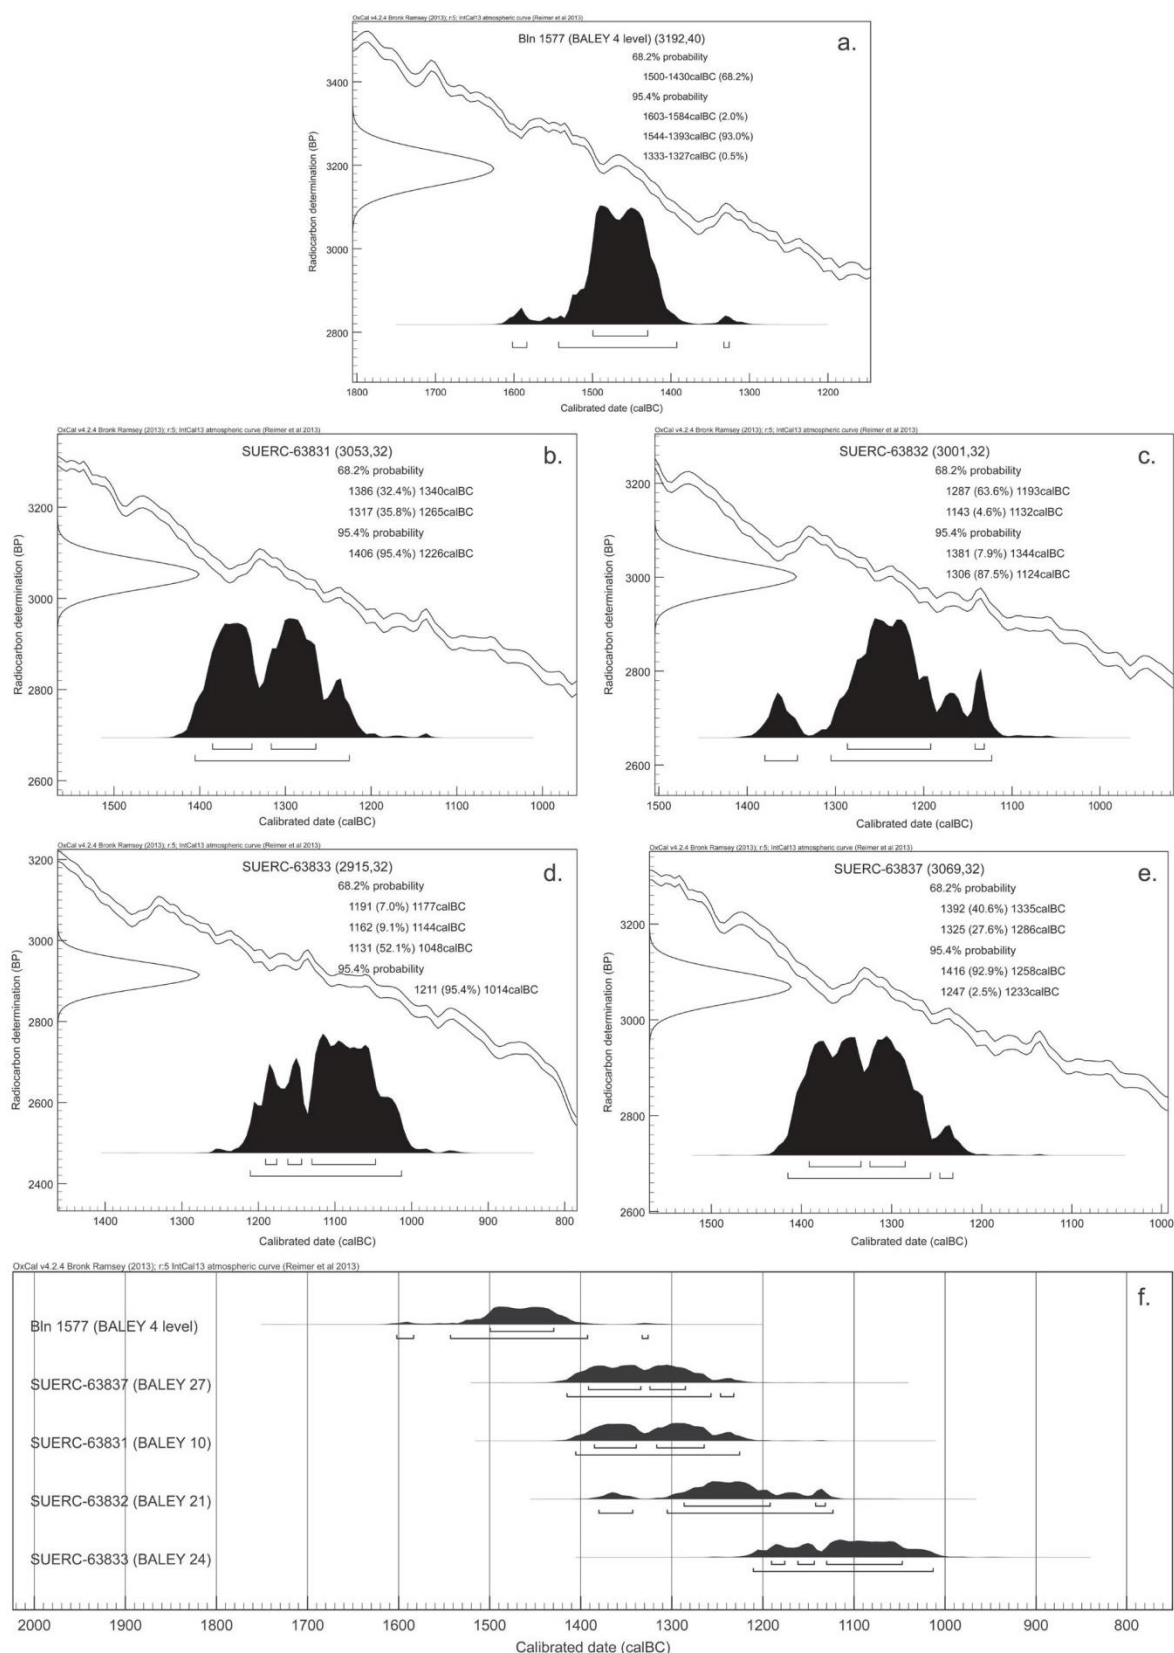 OxCal v4.2.4 Bronk Ramsey (2013); r:5; IntCal13 atmospheric curve (Reimer et al 2013)
Bln 1577 (BALEY 4 level) (3192,40)
a.
68.2% probability
1500-1430calBC (68.2%)
95.4% probability
1603-1584calBC (2.0%)
1544-1393calBC (93.0%)
1333-1327calBC (0.5%)
Radiocarbon determination (BP)
3400
3200
3000
2800
1800 1700 1600 1500 1400 1300 1200
Calibrated date (calBC)
OxCal v4.2.4 Bronk Ramsey (2013); r:5; IntCal13 atmospheric curve (Reimer et al 2013)
SUERC-63831 (3053,32)
b.
68.2% probability
1386 (32.4%) 1340calBC
1317 (35.8%) 1265calBC
95.4% probability
1406 (95.4%) 1226calBC
Radiocarbon determination (BP)
3200
3000
2800
2600
1500 1400 1300 1200 1100 1000
Calibrated date (calBC)
OxCal v4.2.4 Bronk Ramsey (2013); r:5; IntCal13 atmospheric curve (Reimer et al 2013)
SUERC-63832 (3001,32)
c.
68.2% probability
1287 (63.6%) 1193calBC
1143 (4.6%) 1132calBC
95.4% probability
1381 (7.9%) 1344calBC
1306 (87.5%) 1124calBC
Radiocarbon determination (BP)
3200
3000
2800
2600
1500 1400 1300 1200 1100 1000
Calibrated date (calBC)
OxCal v4.2.4 Bronk Ramsey (2013); r:5; IntCal13 atmospheric curve (Reimer et al 2013)
SUERC-63833 (2915,32)
d.
68.2% probability
1191 (7.0%) 1177calBC
1162 (9.1%) 1144calBC
1131 (52.1%) 1048calBC
95.4% probability
1211 (95.4%) 1014calBC
Radiocarbon determination (BP)
3200
3000
2800
2600
2400
1400 1300 1200 1100 1000 900 800
Calibrated date (calBC)
OxCal v4.2.4 Bronk Ramsey (2013); r:5; IntCal13 atmospheric curve (Reimer et al 2013)
SUERC-63837 (3069,32)
e.
68.2% probability
1392 (40.6%) 1335calBC
1325 (27.6%) 1286calBC
95.4% probability
1416 (92.9%) 1258calBC
1247 (2.5%) 1233calBC
Radiocarbon determination (BP)
3200
3000
2800
2600
1500 1400 1300 1200 1100 1000
Calibrated date (calBC)
OxCal v4.2.4 Bronk Ramsey (2013); r:5 IntCal13 atmospheric curve (Reimer et al 2013)
f.
Bln 1577 (BALEY 4 level)
SUERC-63837 (BALEY 27)
SUERC-63831 (BALEY 10)
SUERC-63832 (BALEY 21)
SUERC-63833 (BALEY 24)
2000 1900 1800 1700 1600 1500 1400 1300 1200 1100 1000 900 800
Calibrated date (calBC)